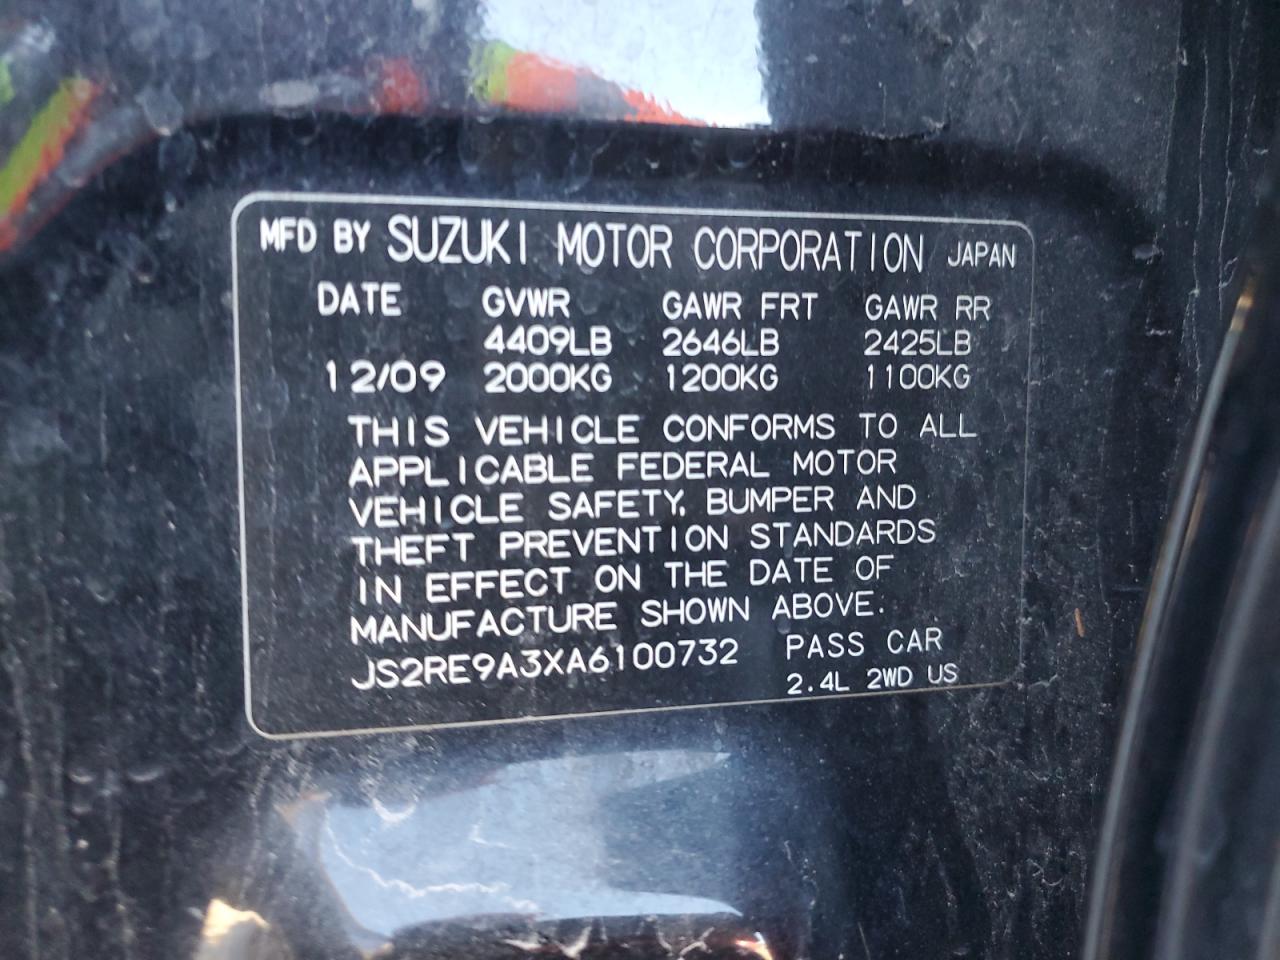 MFD BY SUZUKI MOTOR CORPORATION JAPAN
DATE GVWR GAWR FRT GAWR RR
4409LB 2646LB 2425LB
12/09 2000KG 1200KG 1100KG
THIS VEHICLE CONFORMS TO ALL
APPLICABLE FEDERAL MOTOR
VEHICLE SAFETY, BUMPER AND
THEFT PREVENTION STANDARDS
IN EFFECT ON THE DATE OF
MANUFACTURE SHOWN ABOVE.
JS2RE9A3XA6100732 PASS CAR
2.4L 2WD US